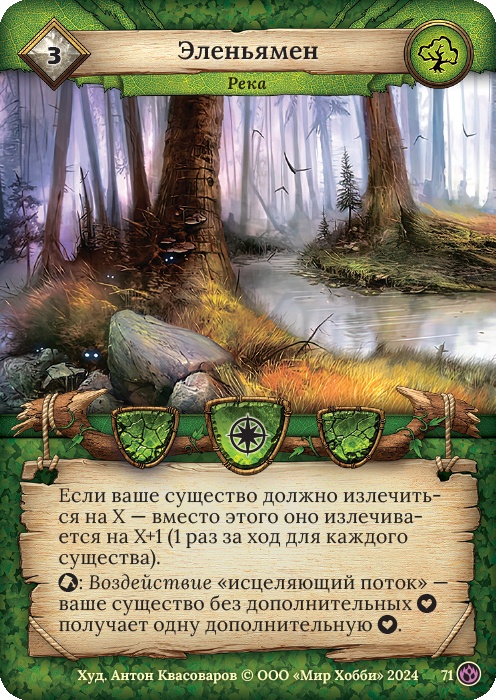 3
Эленьямен
Река
Если ваше существо должно излечить-
ся на X — вместо этого оно излечива-
ется на X+1 (1 раз за ход для каждого
существа).
: Воздействие «исцеляющий поток» —
ваше существо без дополнительных
получает одну дополнительную .
Худ. Антон Квасоваров © ООО «Мир Хобби» 2024 71